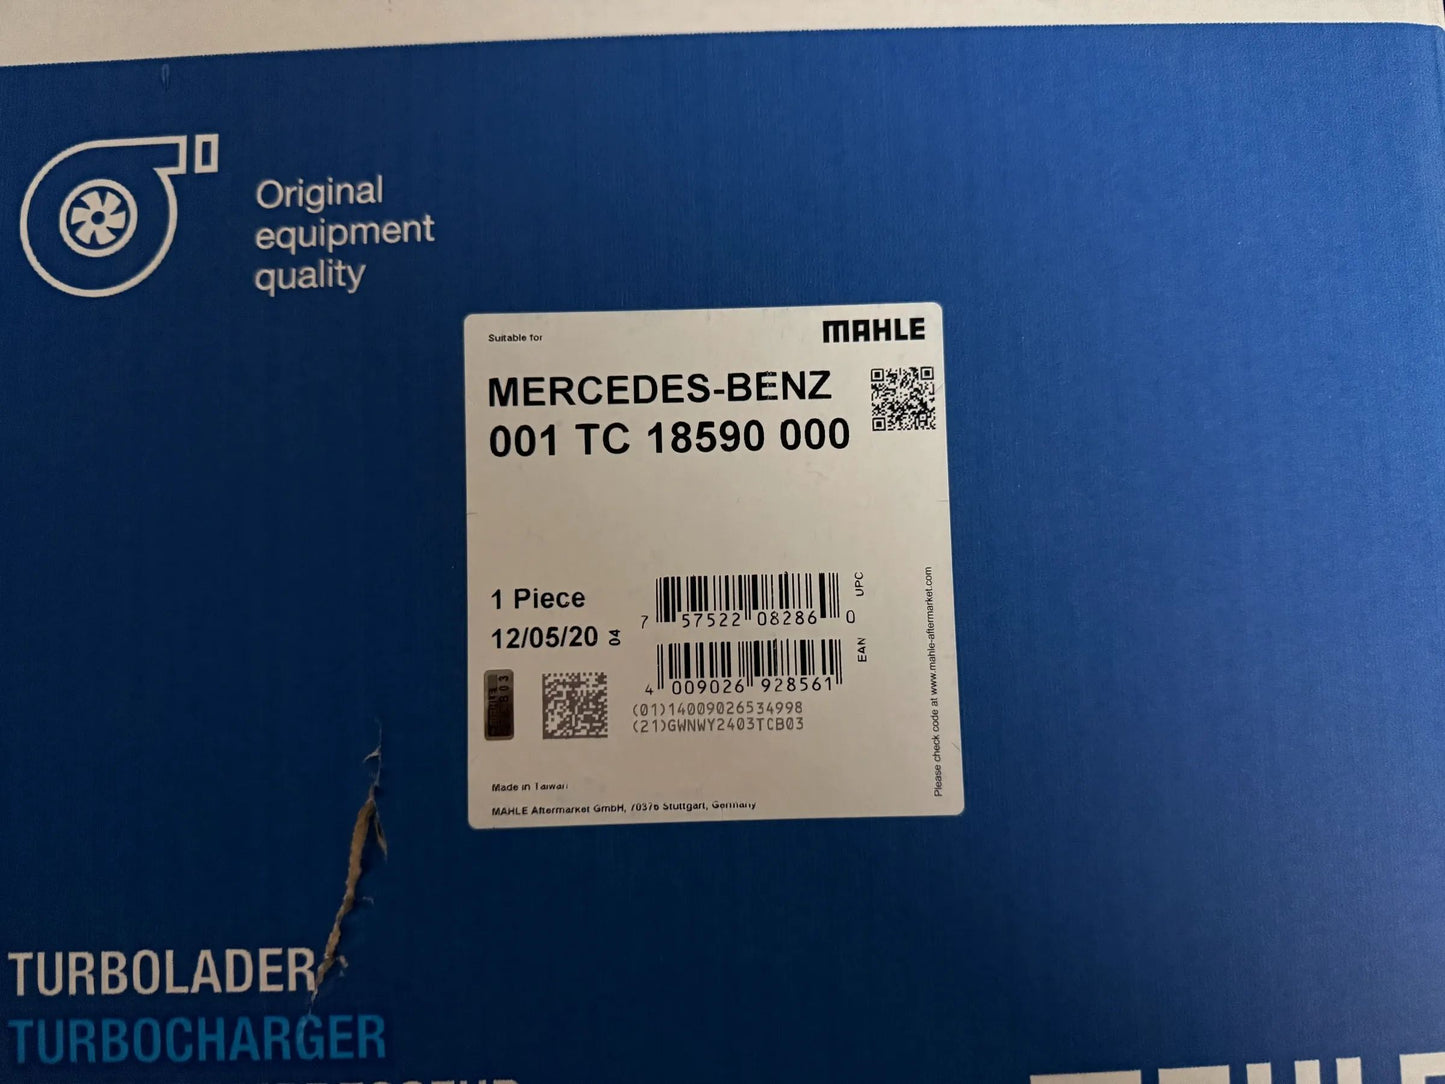 Original
equipment
quality
Suitable for
MAHLE
MERCEDES-BENZ
001 TC 18590 000
1 Piece
12/05/20 04
7 57522 08286 0 UPC
4 009026 928561 EAN
(01)14009026534998
(21)GWNWY2403TCB03
Please check code at www.mahle-aftermarket.com
Made in Taiwan
MAHLE Aftermarket GmbH, 70376 Stuttgart, Germany
TURBOLADER
TURBOCHARGER
MAHLE